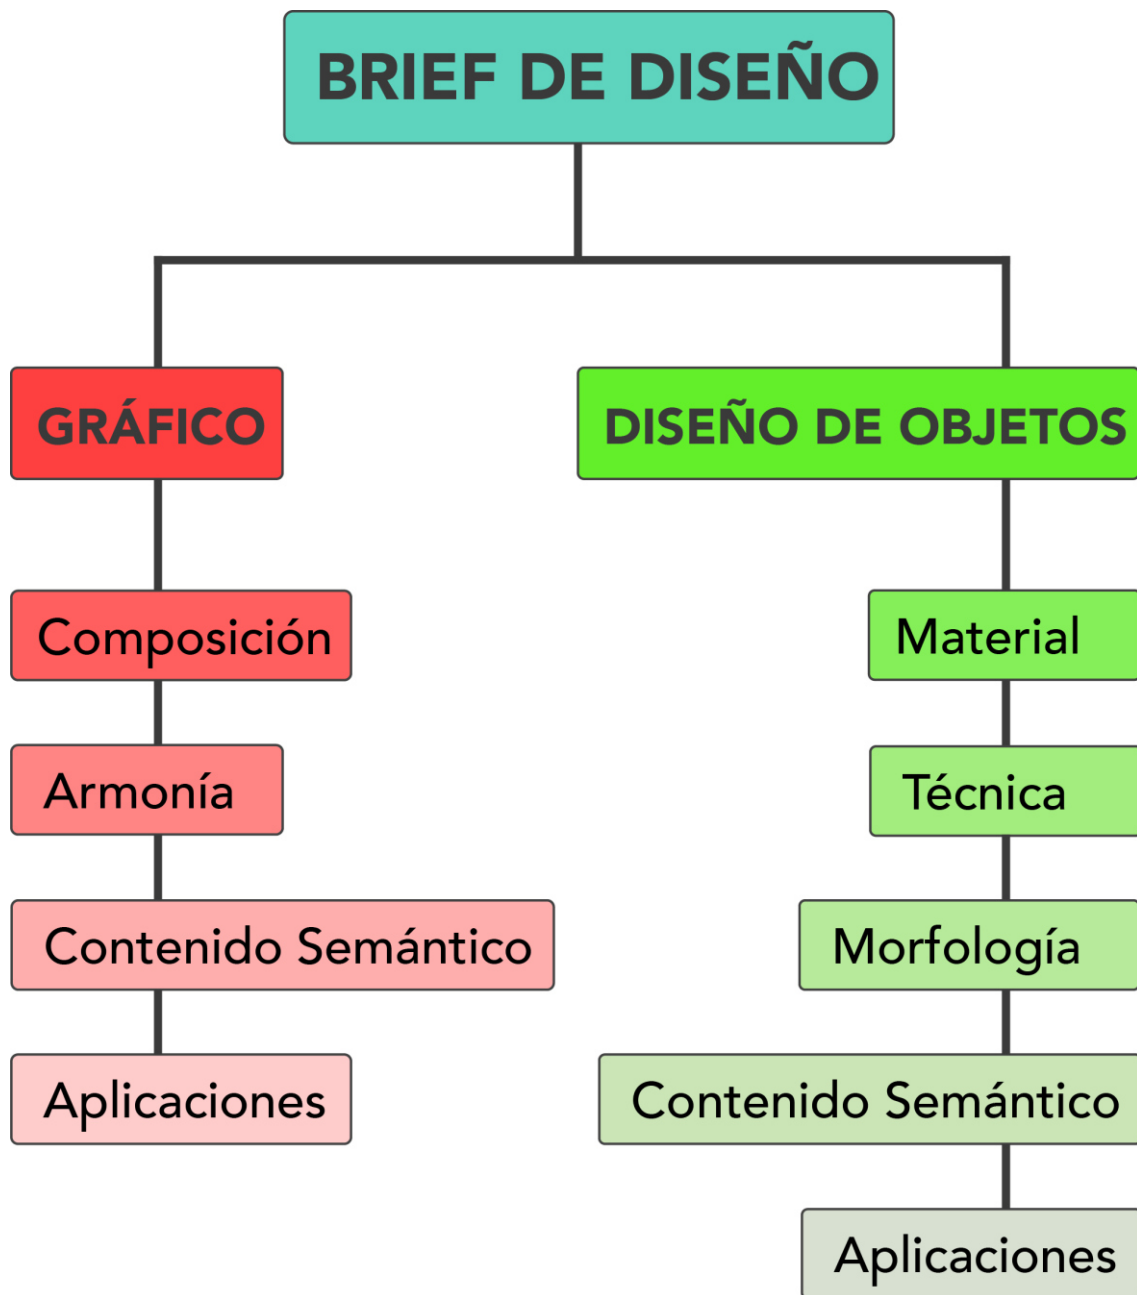 BRIEF DE DISEÑO
GRÁFICO
Composición
Armonía
Contenido Semántico
Aplicaciones
DISEÑO DE OBJETOS
Material
Técnica
Morfología
Contenido Semántico
Aplicaciones